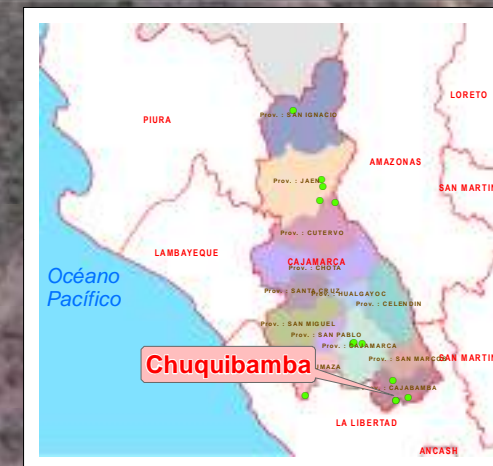 LORETO
PIURA
Prov. : SAN IGNACIO
AMAZONAS
Prov. : JAEN
SAN MARTIN
Prov. : CUTERVO
LAMBAYEQUE
CAJAMARCA
Prov. : CHOTA
Océano
Pacífico
Prov. : SANTA CRUZ
Prov. : HUALGAYOC
Prov. : CELENDIN
Prov. : SAN MIGUEL
Prov. : SAN PABLO
Prov. : CAJAMARCA
Chuquibamba
UMAZA
Prov. : SAN MARCOS
SAN MARTIN
: CAJABAMBA
LA LIBERTAD
ANCASH